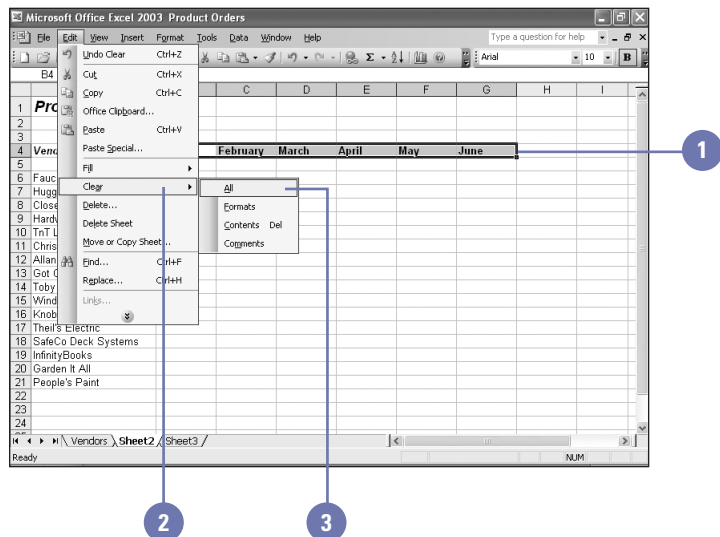 Microsoft Office Excel 2003 Product Orders
File Edit View Insert Format Tools Data Window Help Type a question for help
Arial 10 B
B4
Undo Clear Ctrl+Z
Cut Ctrl+X
Copy Ctrl+C
Office Clipboard...
Paste Ctrl+V
Paste Special...
Fill
Clear
Delete...
Delete Sheet
Move or Copy Sheet...
Find... Ctrl+F
Replace... Ctrl+H
Links...
All
Formats
Contents Del
Comments
C D E F G H I
1
2
3
4 February March April May June
5
6 Fauc
7 Hugg
8 Close
9 Hardw
10 TnT L
11 Chris
12 Allan
13 Got
14 Toby
15 Wind
16 Knob
17 Theil's Electric
18 SafeCo Deck Systems
19 InfinityBooks
20 Garden It All
21 People's Paint
22
23
24
Vendors Sheet2 Sheet3
Ready NUM
1
2
3